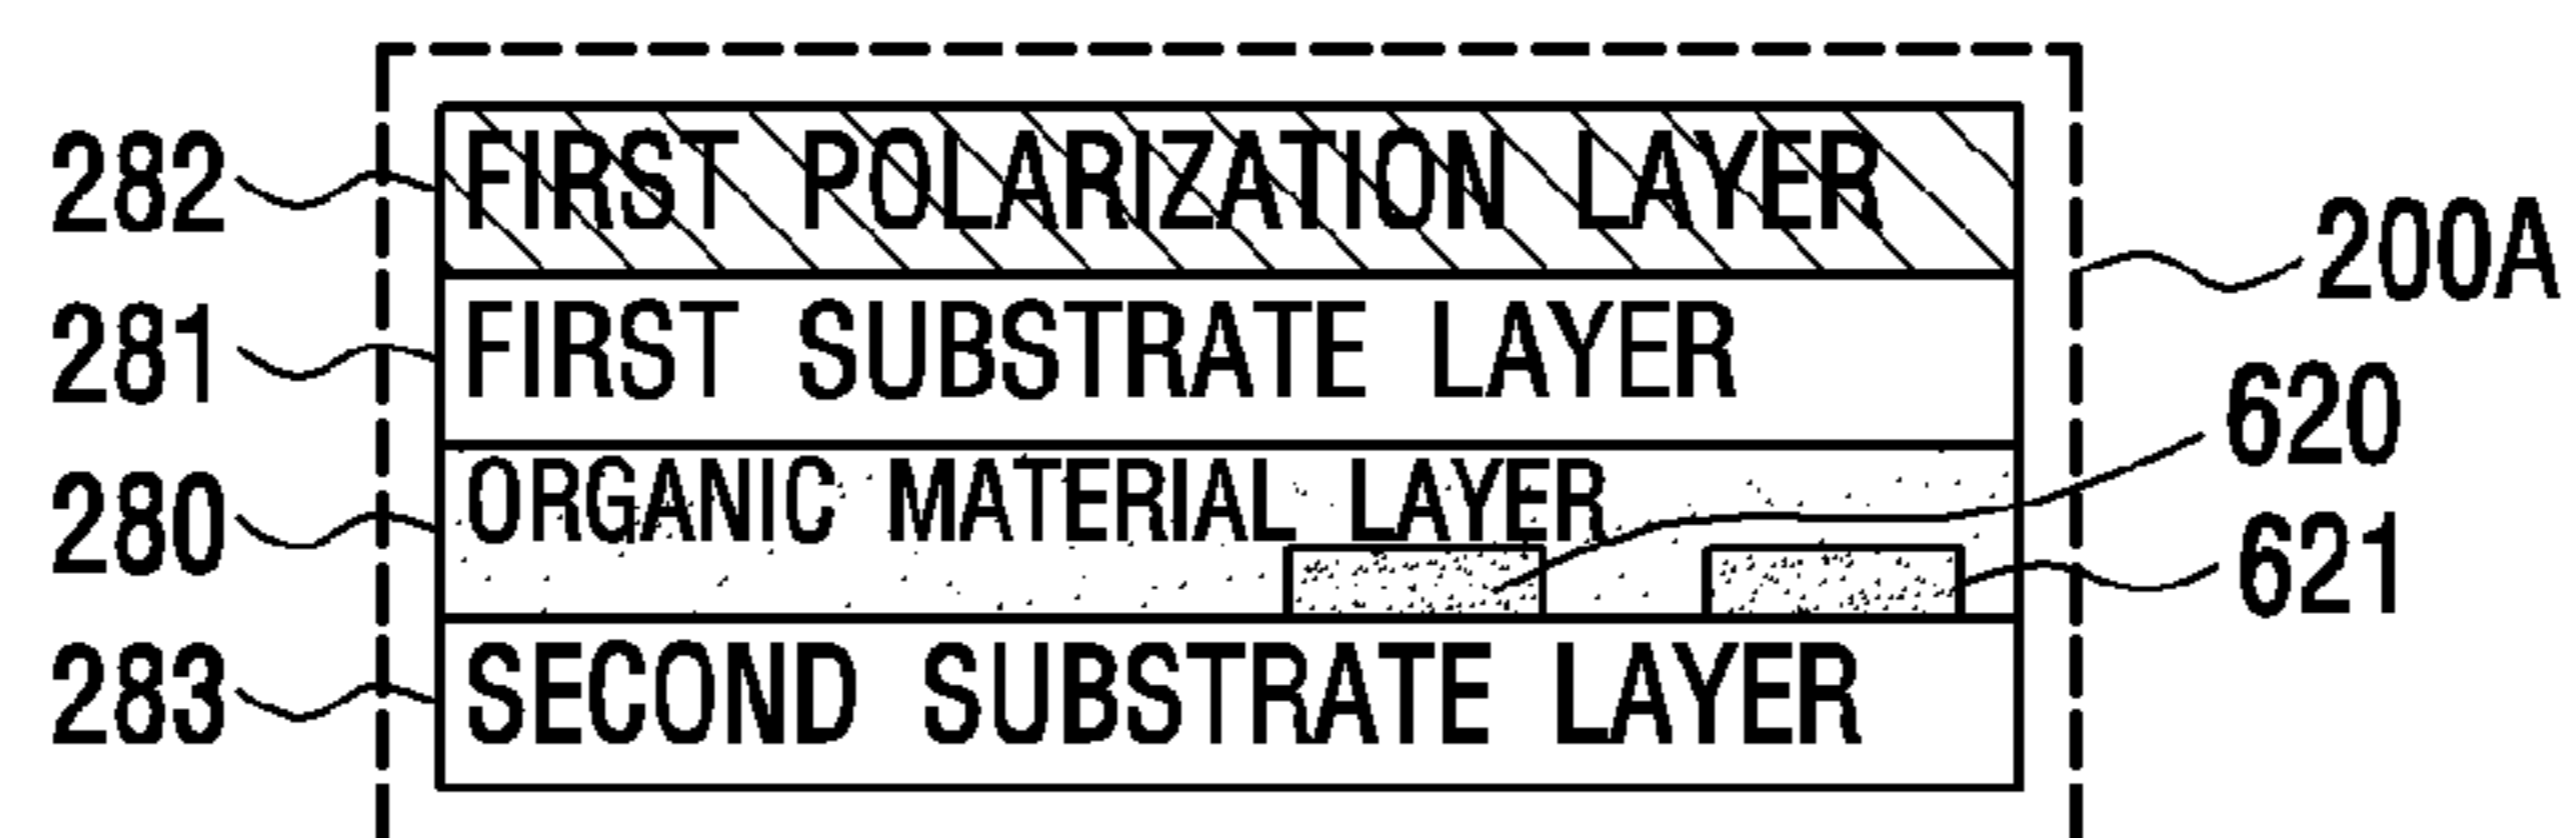 282 FIRST POLARIZATION LAYER
200A
281 FIRST SUBSTRATE LAYER
620
280 ORGANIC MATERIAL LAYER
621
283 SECOND SUBSTRATE LAYER